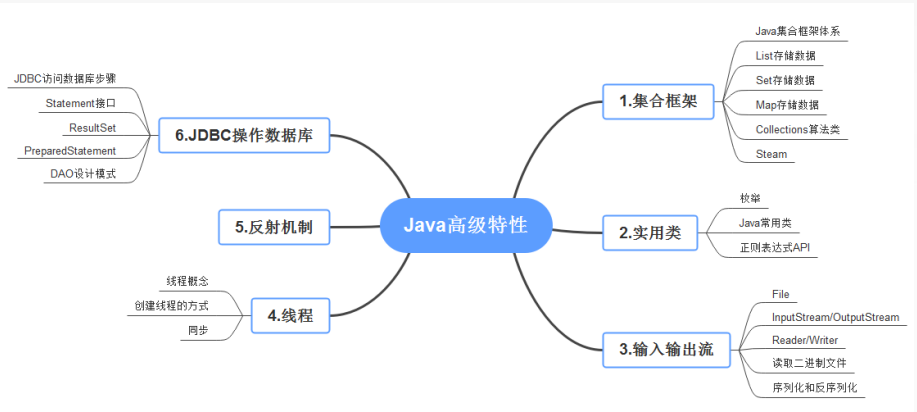 Java高级特性
1.集合框架
Java集合框架体系
List存储数据
Set存储数据
Map存储数据
Collections算法类
Steam
2.实用类
枚举
Java常用类
正则表达式API
3.输入输出流
File
InputStream/OutputStream
Reader/Writer
读取二进制文件
序列化和反序列化
4.线程
线程概念
创建线程的方式
同步
5.反射机制
6.JDBC操作数据库
JDBC访问数据库步骤
Statement接口
ResultSet
PreparedStatement
DAO设计模式